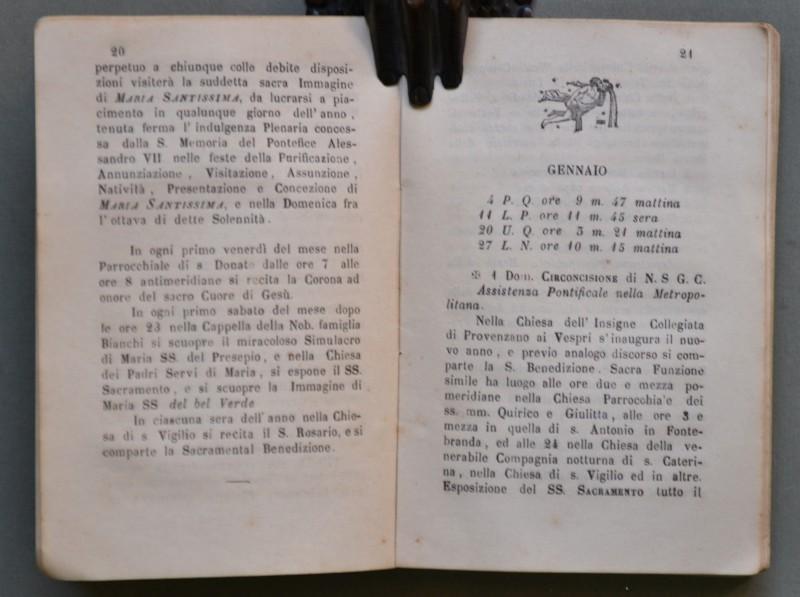 20
perpetuo a chiunque colle debite disposi-
zioni visiterà la suddetta sacra Immagine
di MARIA SANTISSIMA, da lucrarsi a pia-
cimento in qualunque giorno dell'anno,
tenuta ferma l'indulgenza Plenaria conces-
sa dalla S. Memoria del Pontefice Ales-
sandro VII nelle feste della Purificazione,
Annunziazione, Visitazione, Assunzione,
Natività, Presentazione e Concezione di
MARIA SANTISSIMA, e nella Domenica fra
l'ottava di dette Solennità.
In ogni primo venerdì del mese nella
Parrocchiale di s Donato dalle ore 7 alle
ore 8 antimeridiane si recita la Corona ad
onore del sacro Cuore di Gesù.
In ogni primo sabato del mese dopo
le ore 23 nella Cappella della Nob. famiglia
Bianchi si scuopre il miracoloso Simulacro
di Maria SS. del Presepio, e nella Chiesa
dei Padri Servi di Maria, si espone il SS.
Sacramento, e si scuopre la Immagine di
Maria SS del bel Verde
In ciascuna sera dell'anno nella Chie-
sa di s Vigilio si recita il S. Rosario, e si
comparte la Sacramental Benedizione.
21
GENNAIO
4 P. Q. ore 9 m. 47 mattina
11 L. P. ore 11 m. 45 sera
20 U. Q. ore 3 m. 21 mattina
27 L. N. ore 10 m. 15 mattina
✠ 1 Dom. CIRCONCISIONE di N. S G. C.
Assistenza Pontificale nella Metropo-
litana.
Nella Chiesa dell'Insigne Collegiata
di Provenzano ai Vespri s'inaugura il nuo-
vo anno, e previo analogo discorso si com-
parte la S. Benedizione. Sacra Funzione
simile ha luogo alle ore due e mezza po-
meridiane nella Chiesa Parrocchiale dei
ss. mm. Quirico e Giulitta, alle ore 3 e
mezza in quella di s. Antonio in Fonte-
branda, ed alle 24 nella Chiesa della ve-
nerabile Compagnia notturna di s. Cateri-
na, nella Chiesa di s. Vigilio ed in altre.
Esposizione del SS. SACRAMENTO tutto il